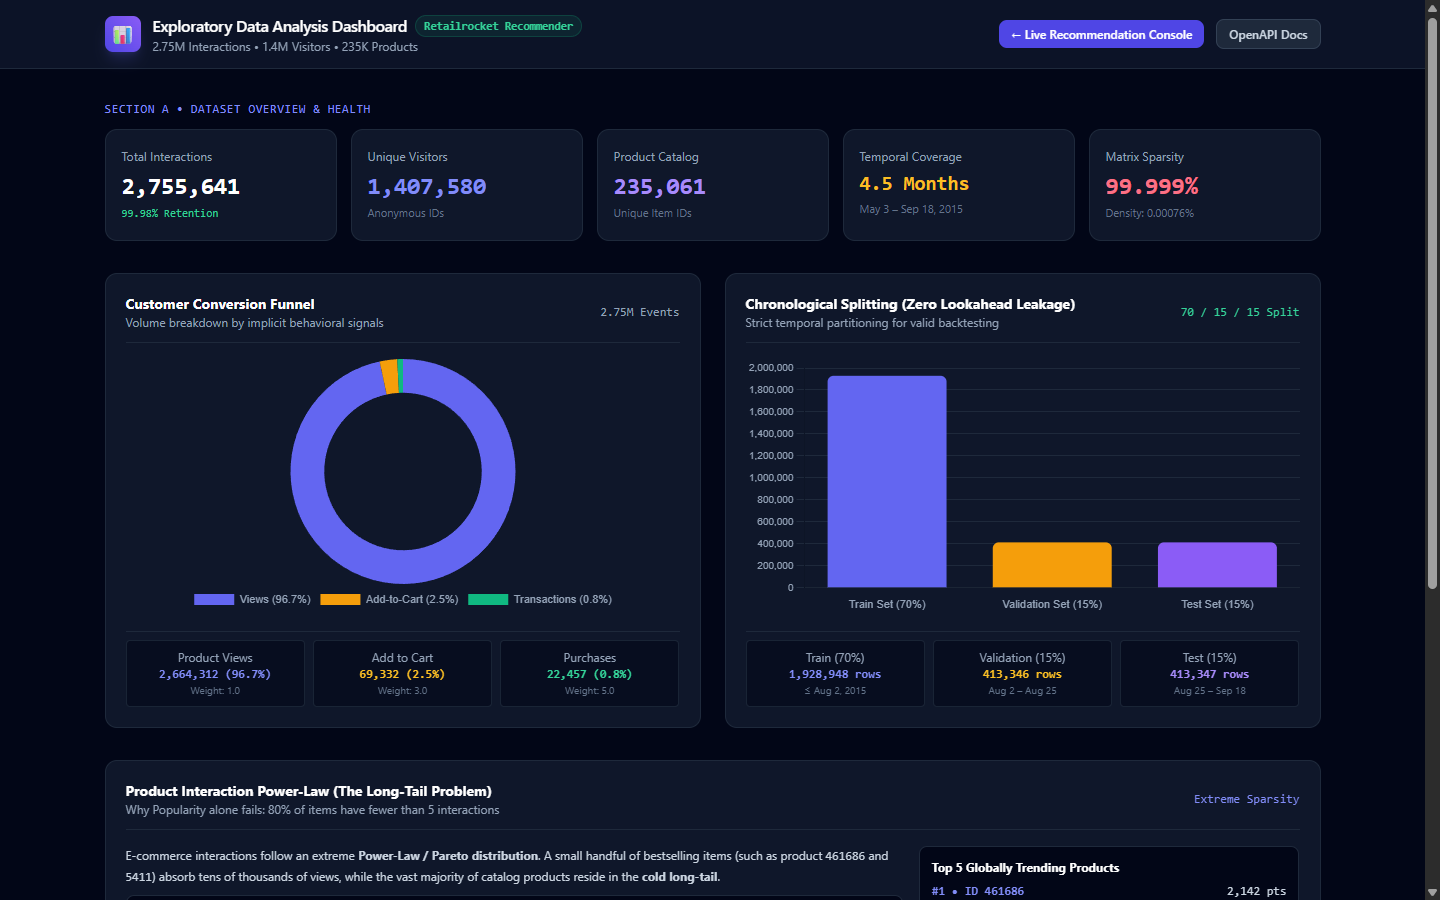 Exploratory Data Analysis Dashboard
Retailrocket Recommender
2.75M Interactions • 1.4M Visitors • 235K Products
← Live Recommendation Console
OpenAPI Docs
SECTION A • DATASET OVERVIEW & HEALTH
Total Interactions
2,755,641
99.98% Retention
Unique Visitors
1,407,580
Anonymous IDs
Product Catalog
235,061
Unique Item IDs
Temporal Coverage
4.5 Months
May 3 – Sep 18, 2015
Matrix Sparsity
99.999%
Density: 0.00076%
Customer Conversion Funnel
Volume breakdown by implicit behavioral signals
2.75M Events
Views (96.7%)
Add-to-Cart (2.5%)
Transactions (0.8%)
Product Views
2,664,312 (96.7%)
Weight: 1.0
Add to Cart
69,332 (2.5%)
Weight: 3.0
Purchases
22,457 (0.8%)
Weight: 5.0
Chronological Splitting (Zero Lookahead Leakage)
Strict temporal partitioning for valid backtesting
70 / 15 / 15 Split
2,000,000
1,800,000
1,600,000
1,400,000
1,200,000
1,000,000
800,000
600,000
400,000
200,000
0
Train Set (70%)
Validation Set (15%)
Test Set (15%)
Train (70%)
1,928,948 rows
≤ Aug 2, 2015
Validation (15%)
413,346 rows
Aug 2 – Aug 25
Test (15%)
413,347 rows
Aug 25 – Sep 18
Product Interaction Power-Law (The Long-Tail Problem)
Why Popularity alone fails: 80% of items have fewer than 5 interactions
Extreme Sparsity
E-commerce interactions follow an extreme Power-Law / Pareto distribution. A small handful of bestselling items (such as product 461686 and
5411) absorb tens of thousands of views, while the vast majority of catalog products reside in the cold long-tail.
Top 5 Globally Trending Products
#1 • ID 461686
2,142 pts